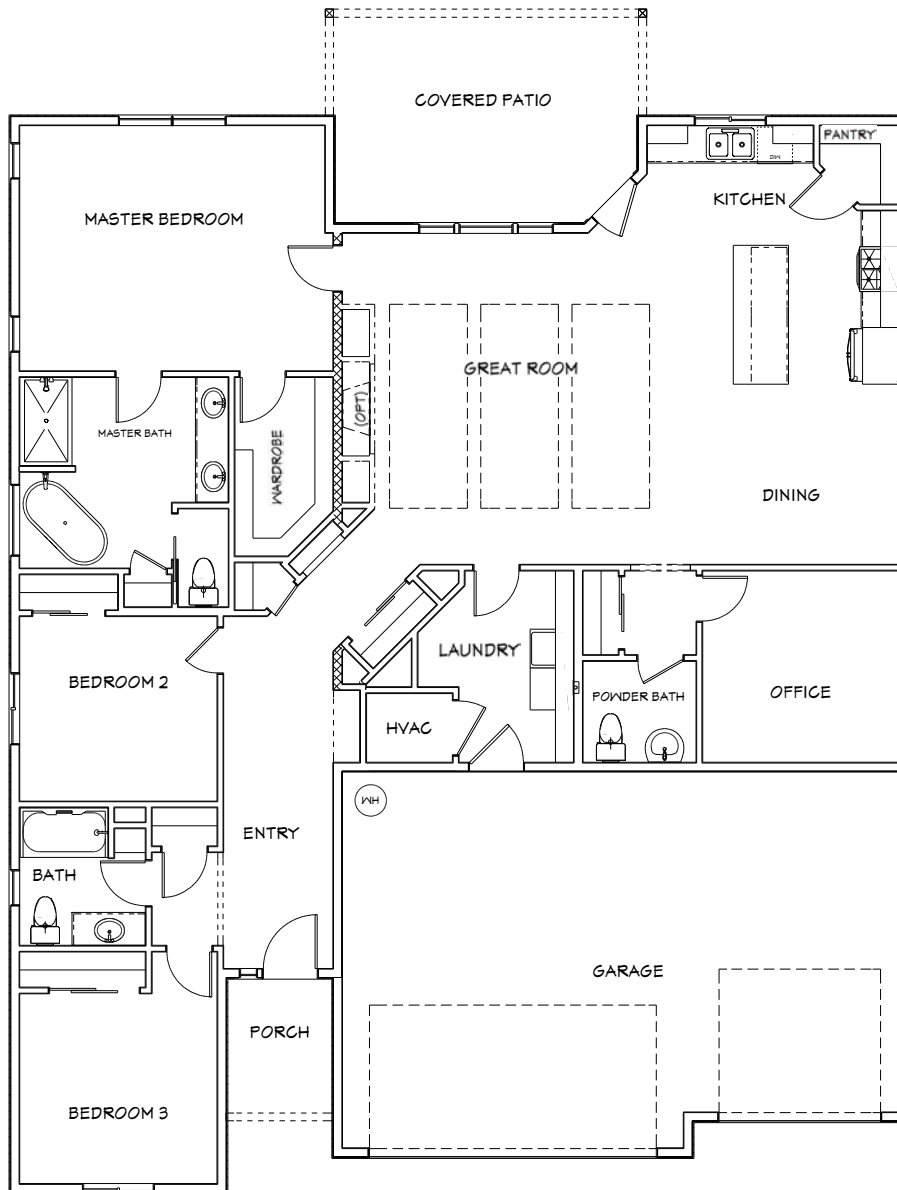 COVERED PATIO
PANTRY
DW
KITCHEN
MASTER BEDROOM
GREAT ROOM
(OPT)
MASTER BATH
WARDROBE
DINING
LAUNDRY
BEDROOM 2
POWDER BATH
OFFICE
HVAC
WH
ENTRY
BATH
GARAGE
PORCH
BEDROOM 3